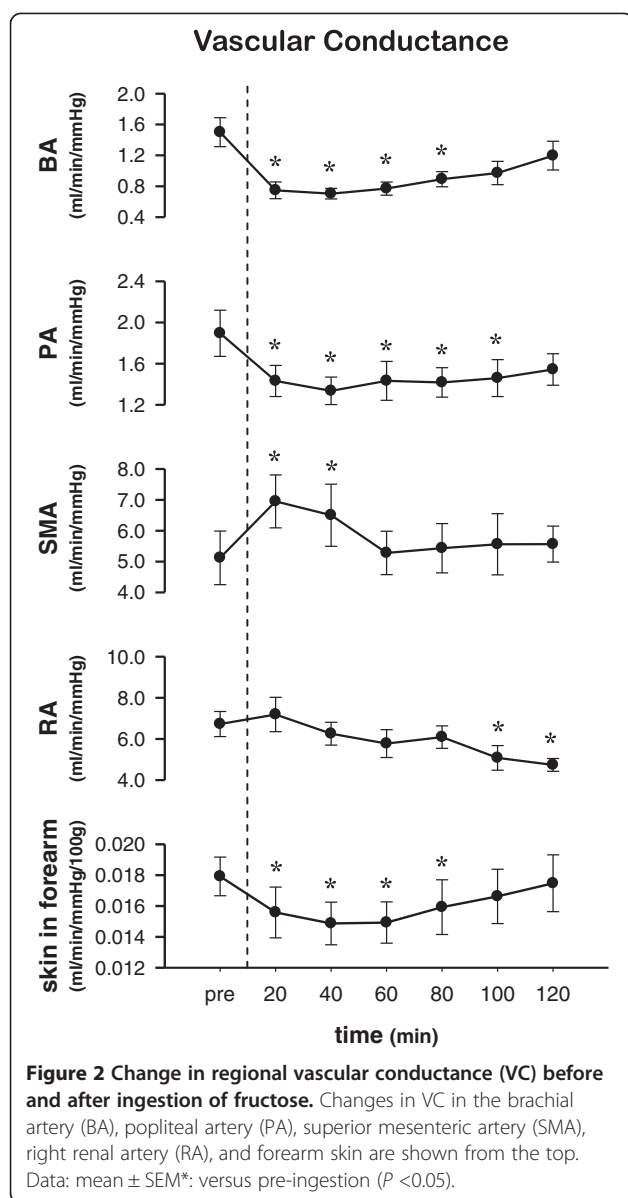 Vascular Conductance
BA
(ml/min/mmHg)
2.0
1.6
1.2
0.8
0.4
* * * *
PA
(ml/min/mmHg)
2.4
2.0
1.6
1.2
* * * * *
SMA
(ml/min/mmHg)
8.0
7.0
6.0
5.0
4.0
* *
RA
(ml/min/mmHg)
10.0
8.0
6.0
4.0
* *
skin in forearm
(ml/min/mmHg/100g)
0.020
0.018
0.016
0.014
0.012
* * * *
pre 20 40 60 80 100 120
time (min)
Figure 2 Change in regional vascular conductance (VC) before
and after ingestion of fructose. Changes in VC in the brachial
artery (BA), popliteal artery (PA), superior mesenteric artery (SMA),
right renal artery (RA), and forearm skin are shown from the top.
Data: mean ± SEM*: versus pre-ingestion (P <0.05).